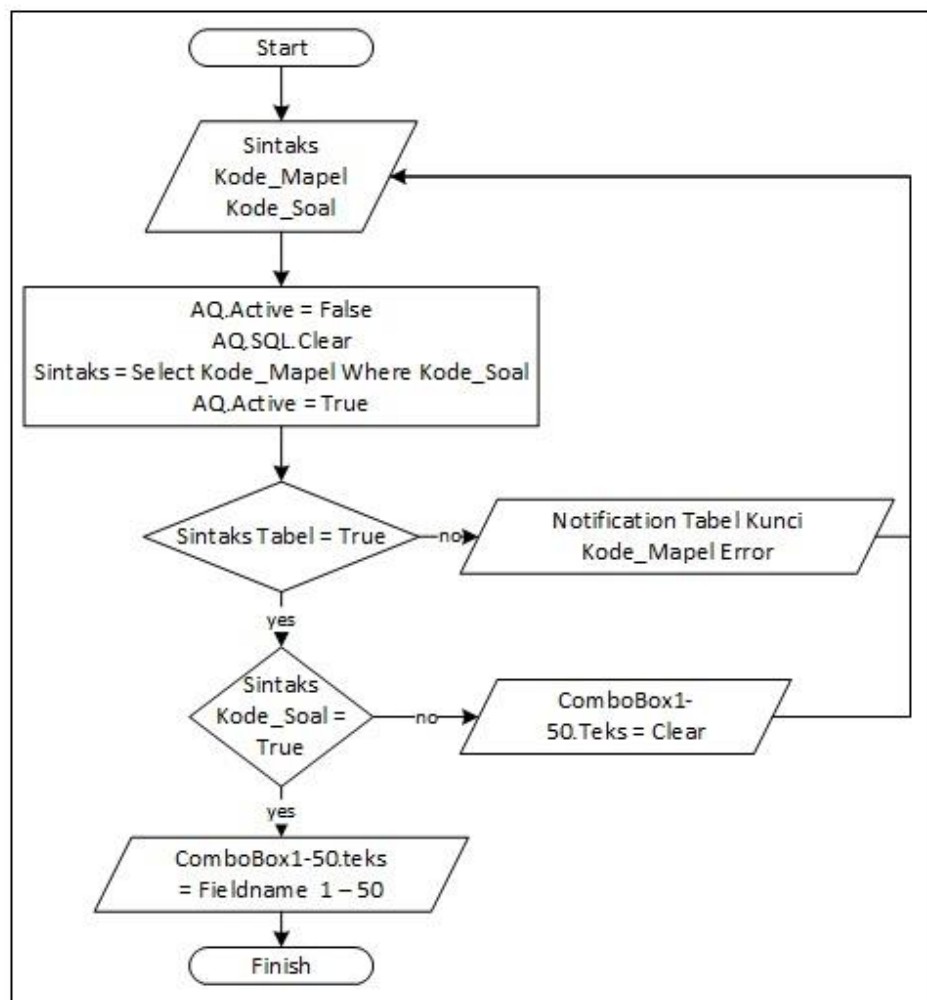 Start
Sintaks
Kode_Mapel
Kode_Soal
AQ.Active = False
AQ.SQL.Clear
Sintaks = Select Kode_Mapel Where Kode_Soal
AQ.Active = True
Sintaks Tabel = True
no
Notification Tabel Kunci
Kode_Mapel Error
yes
Sintaks
Kode_Soal =
True
no
ComboBox1-
50.Teks = Clear
yes
ComboBox1-50.teks
= Fieldname 1 – 50
Finish